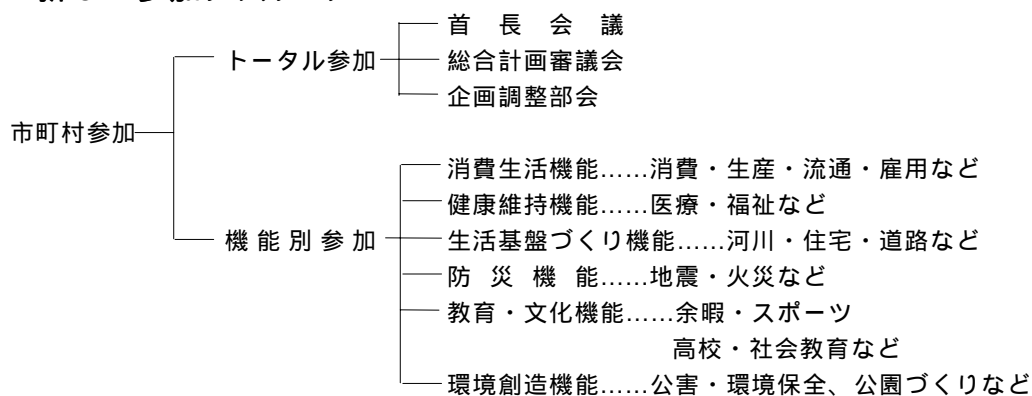 首長会議
トータル参加 総合計画審議会
企画調整部会
市町村参加
消費生活機能……消費・生産・流通・雇用など
健康維持機能……医療・福祉など
機能別参加 生活基盤づくり機能……河川・住宅・道路など
防災機能……地震・火災など
教育・文化機能……余暇・スポーツ
高校・社会教育など
環境創造機能……公害・環境保全、公園づくりなど